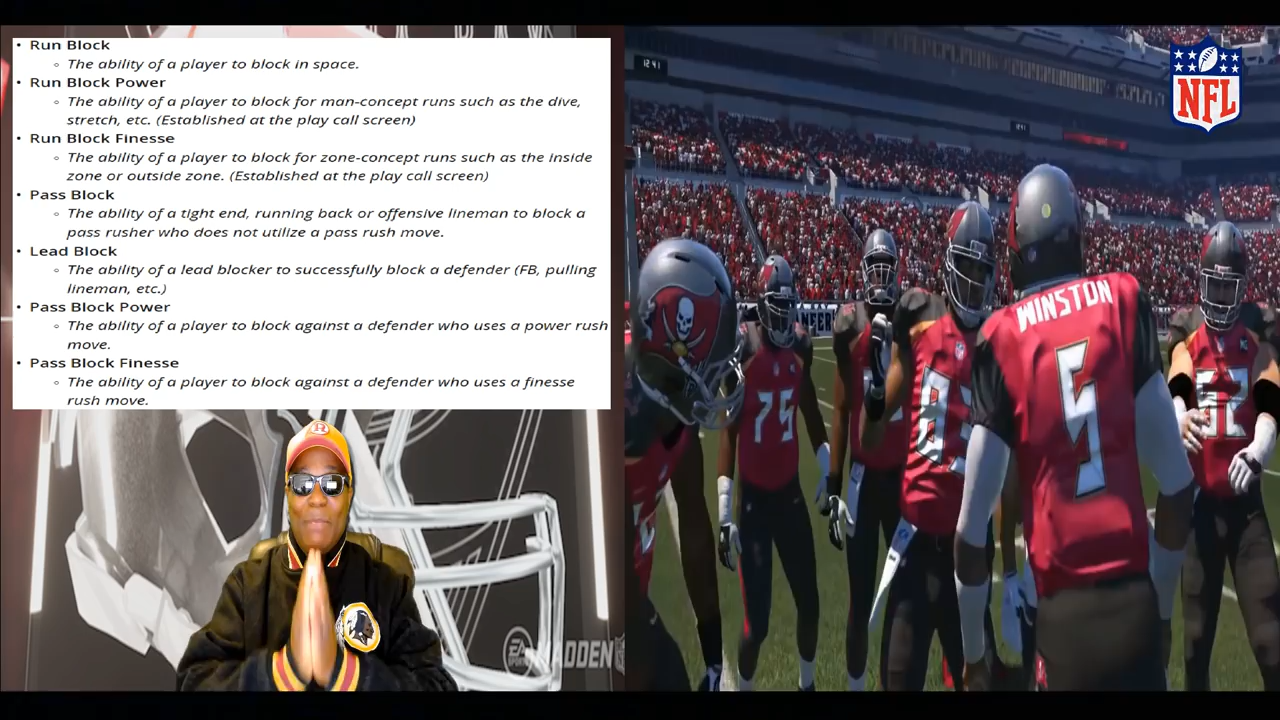 • Run Block
◦ The ability of a player to block in space.
• Run Block Power
◦ The ability of a player to block for man-concept runs such as the dive,
stretch, etc. (Established at the play call screen)
• Run Block Finesse
◦ The ability of a player to block for zone-concept runs such as the inside
zone or outside zone. (Established at the play call screen)
• Pass Block
◦ The ability of a tight end, running back or offensive lineman to block a
pass rusher who does not utilize a pass rush move.
• Lead Block
◦ The ability of a lead blocker to successfully block a defender (FB, pulling
lineman, etc.)
• Pass Block Power
◦ The ability of a player to block against a defender who uses a power rush
move.
• Pass Block Finesse
◦ The ability of a player to block against a defender who uses a finesse
rush move.
NFL
12:41
WINSTON
5
75
83
R
EA
SPORTS
MADDEN
NFL